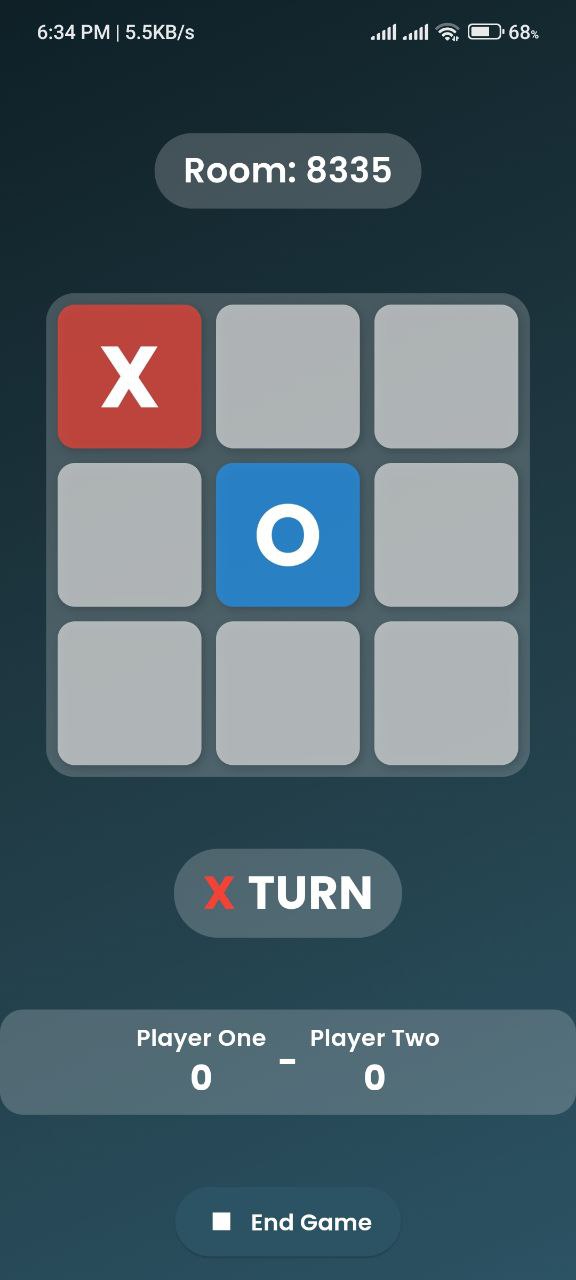 6:34 PM | 5.5KB/s 68%
Room: 8335
X
O
X TURN
Player One - Player Two
0 0
End Game